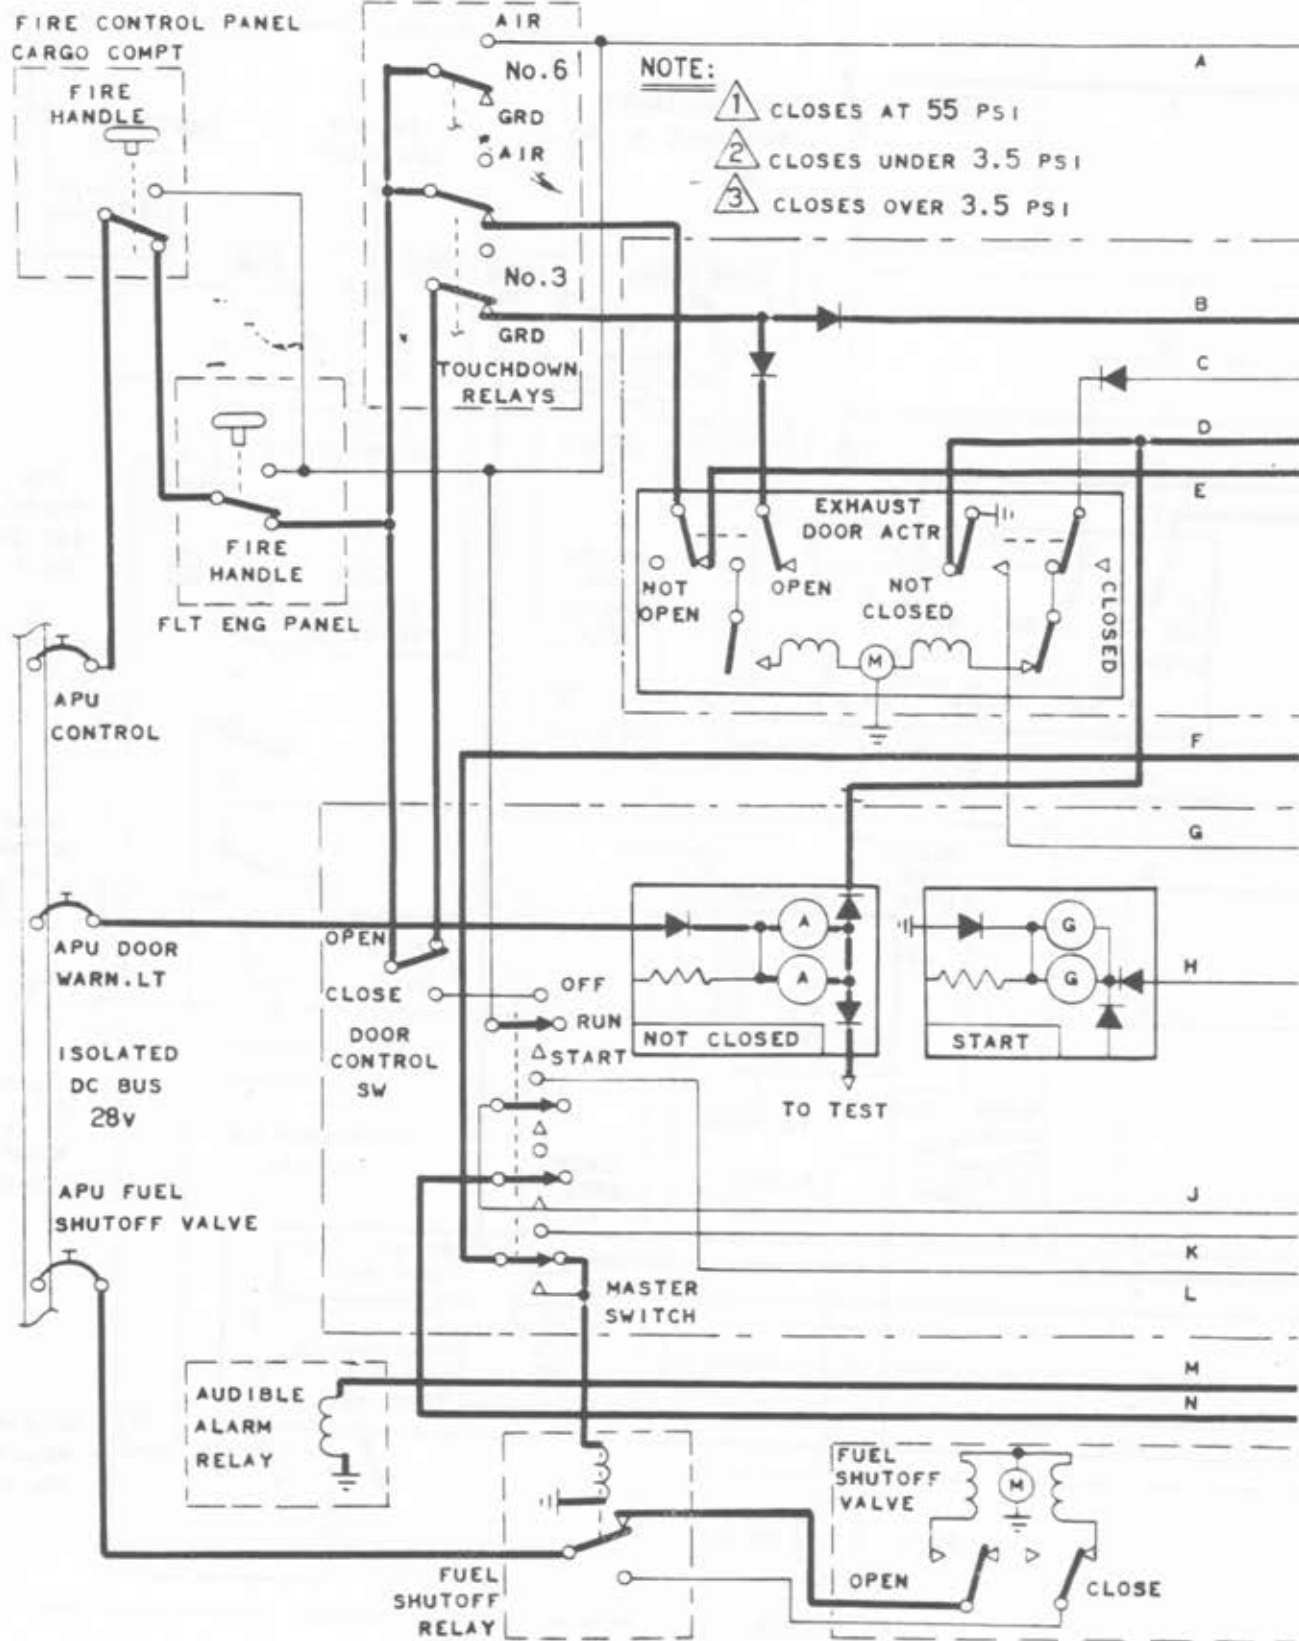 FIRE CONTROL PANEL
CARGO COMPT
FIRE
HANDLE
AIR
No.6
GRD
AIR
No.3
GRD
TOUCHDOWN
RELAYS
NOTE:
1 CLOSES AT 55 PSI
2 CLOSES UNDER 3.5 PSI
3 CLOSES OVER 3.5 PSI
A
B
C
D
E
EXHAUST
DOOR ACTR
NOT
OPEN
OPEN
NOT
CLOSED
CLOSED
M
FIRE
HANDLE
FLT ENG PANEL
APU
CONTROL
F
G
APU DOOR
WARN.LT
ISOLATED
DC BUS
28V
OPEN
CLOSE
DOOR
CONTROL
SW
OFF
RUN
START
A
A
NOT CLOSED
TO TEST
G
G
START
H
APU FUEL
SHUTOFF VALVE
MASTER
SWITCH
J
K
L
M
N
AUDIBLE
ALARM
RELAY
FUEL
SHUTOFF
RELAY
FUEL
SHUTOFF
VALVE
M
OPEN
CLOSE